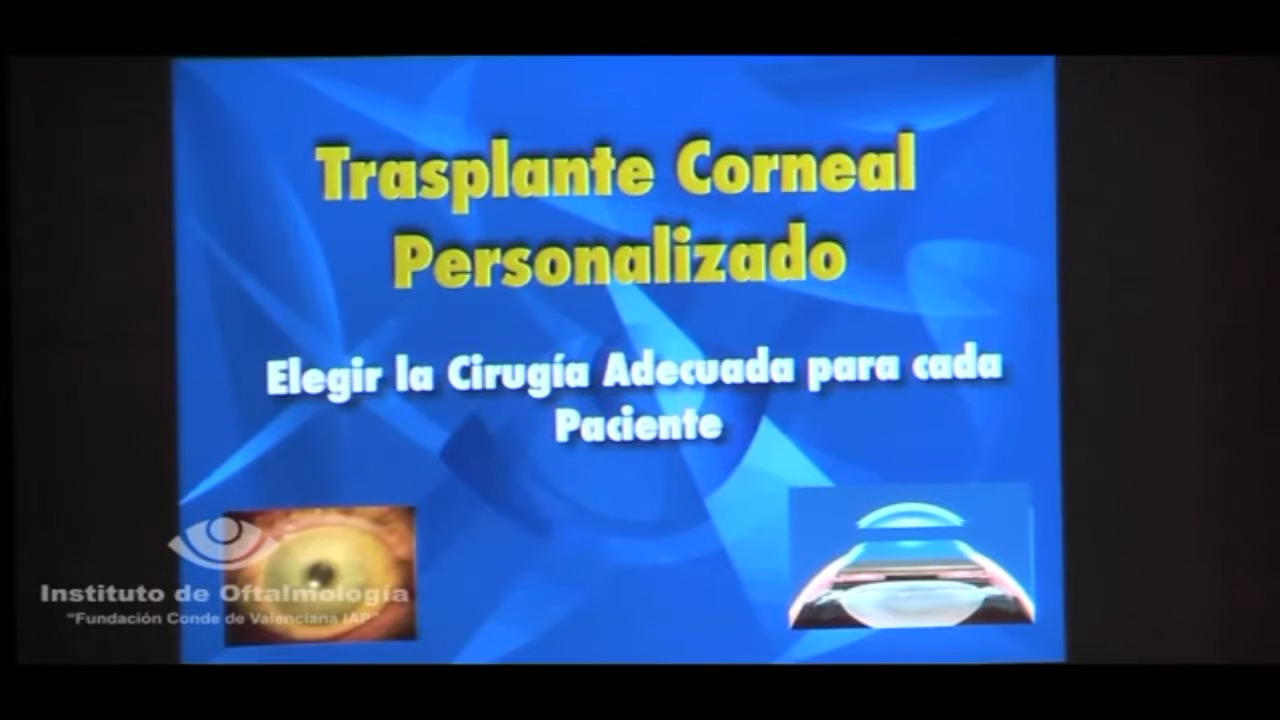 Trasplante Corneal
Personalizado
Elegir la Cirugía Adecuada para cada
Paciente
Instituto de Oftalmología
"Fundación Conde de Valenciana IAP"